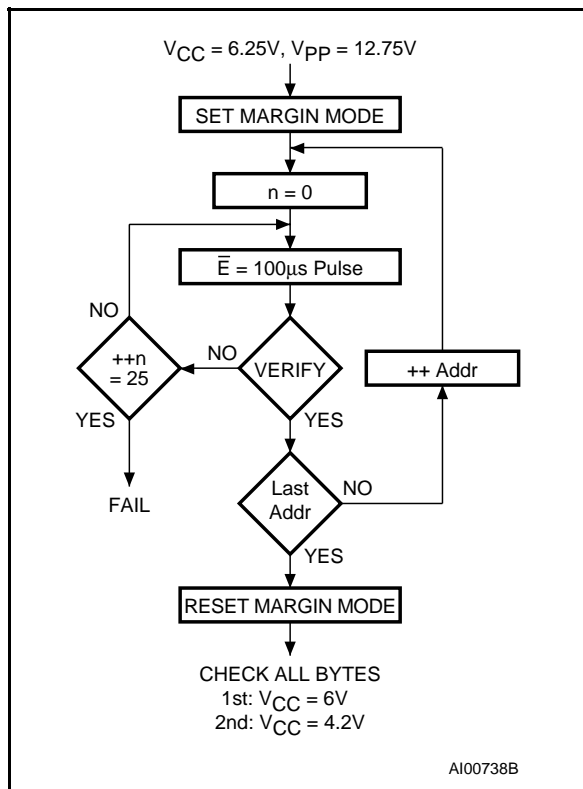 VCC = 6.25V, VPP = 12.75V
SET MARGIN MODE
n = 0
E̅ = 100μs Pulse
NO
++n
= 25
NO
VERIFY
++ Addr
YES
YES
FAIL
Last
Addr
NO
YES
RESET MARGIN MODE
CHECK ALL BYTES
1st: VCC = 6V
2nd: VCC = 4.2V
AI00738B